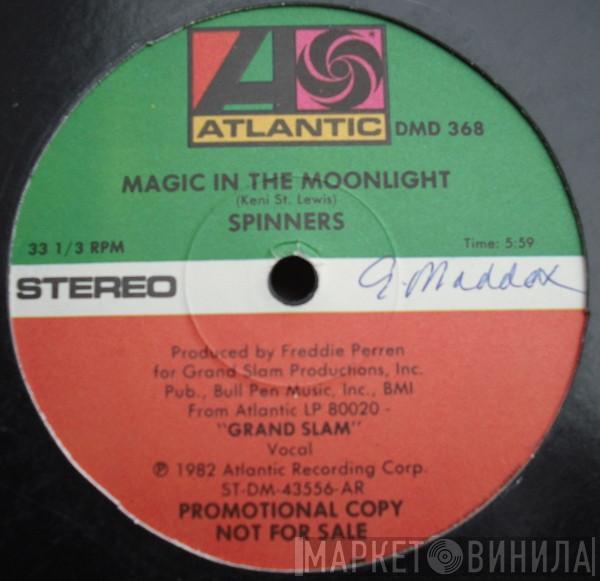 ATLANTIC
DMD 368
MAGIC IN THE MOONLIGHT
(Keni St. Lewis)
SPINNERS
33 1/3 RPM
Time: 5:59
STEREO
G. Maddox
Produced by Freddie Perren
for Grand Slam Productions, Inc.
Pub., Bull Pen Music, Inc., BMI
From Atlantic LP 80020 -
"GRAND SLAM"
Vocal
℗ 1982 Atlantic Recording Corp.
ST-DM-43556-AR
PROMOTIONAL COPY
NOT FOR SALE
МАРКЕТ ВИНИЛА